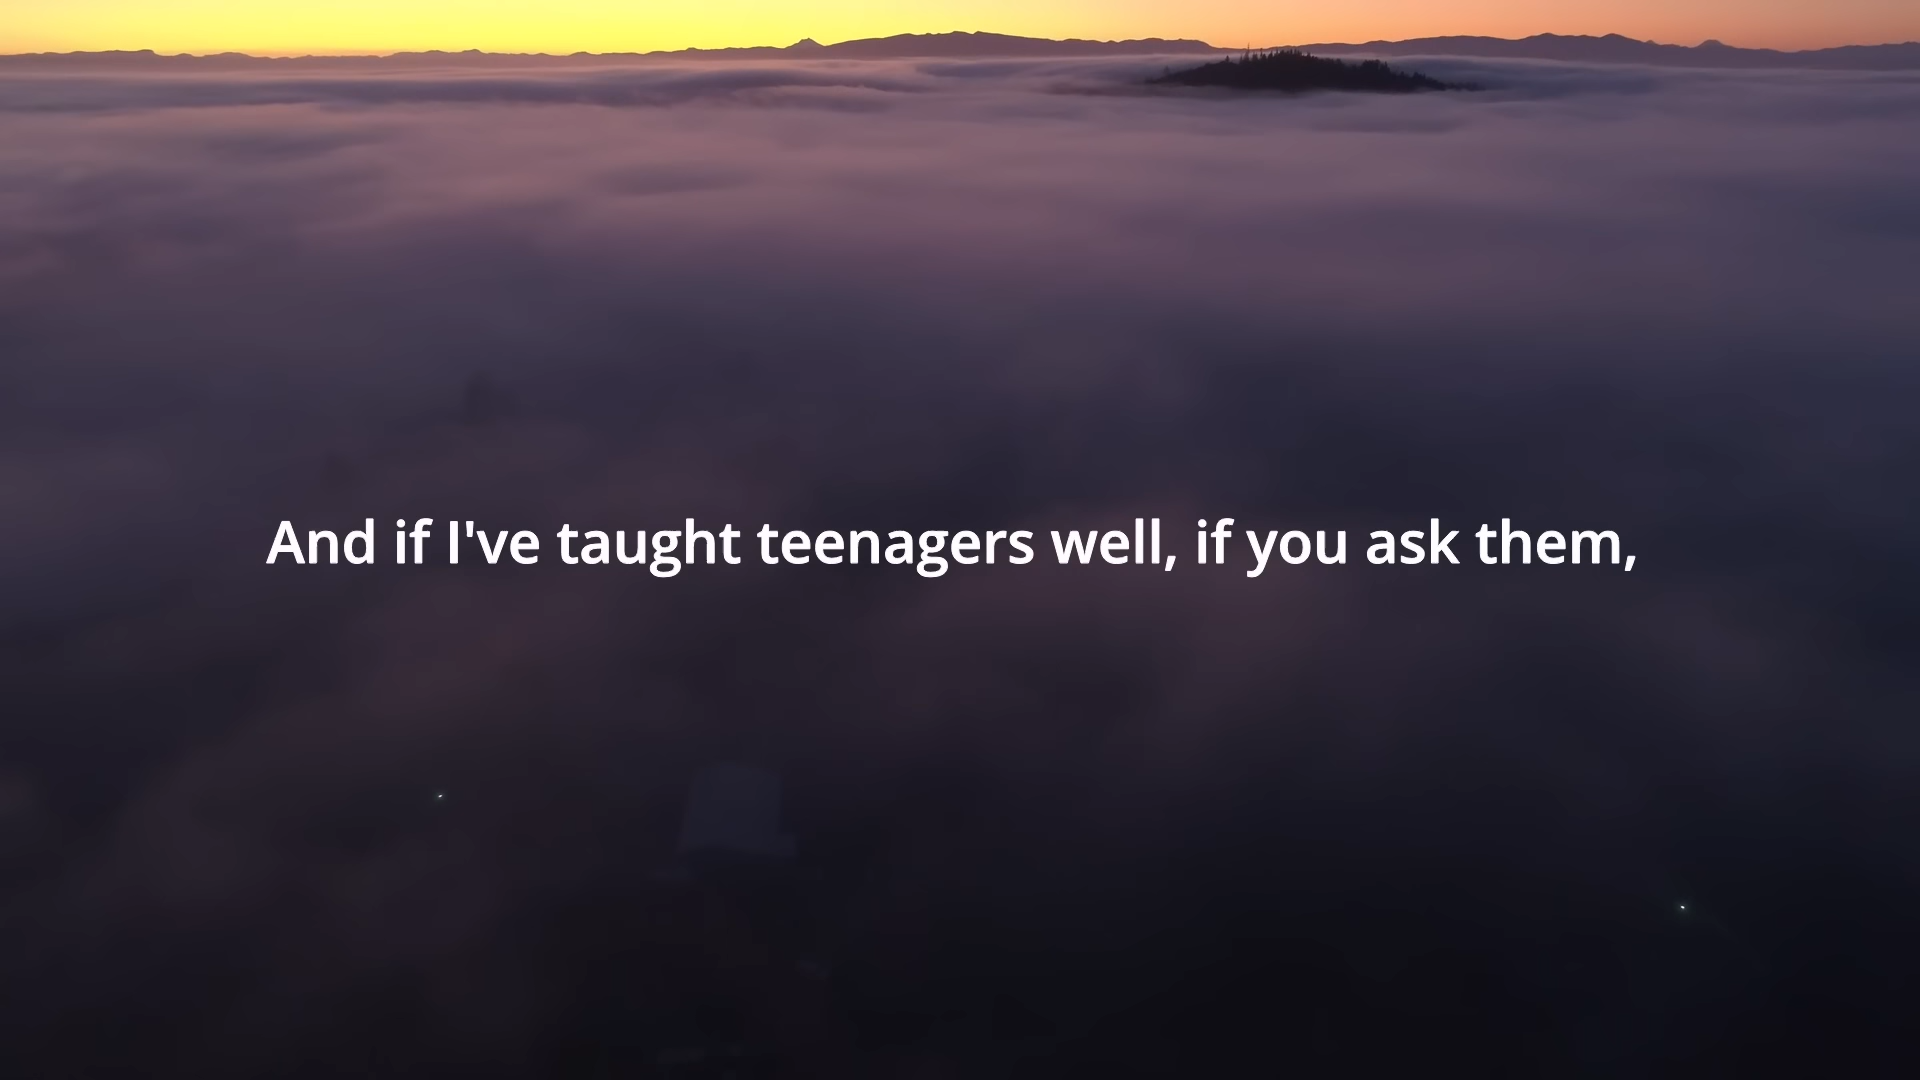 And if I've taught teenagers well, if you ask them,